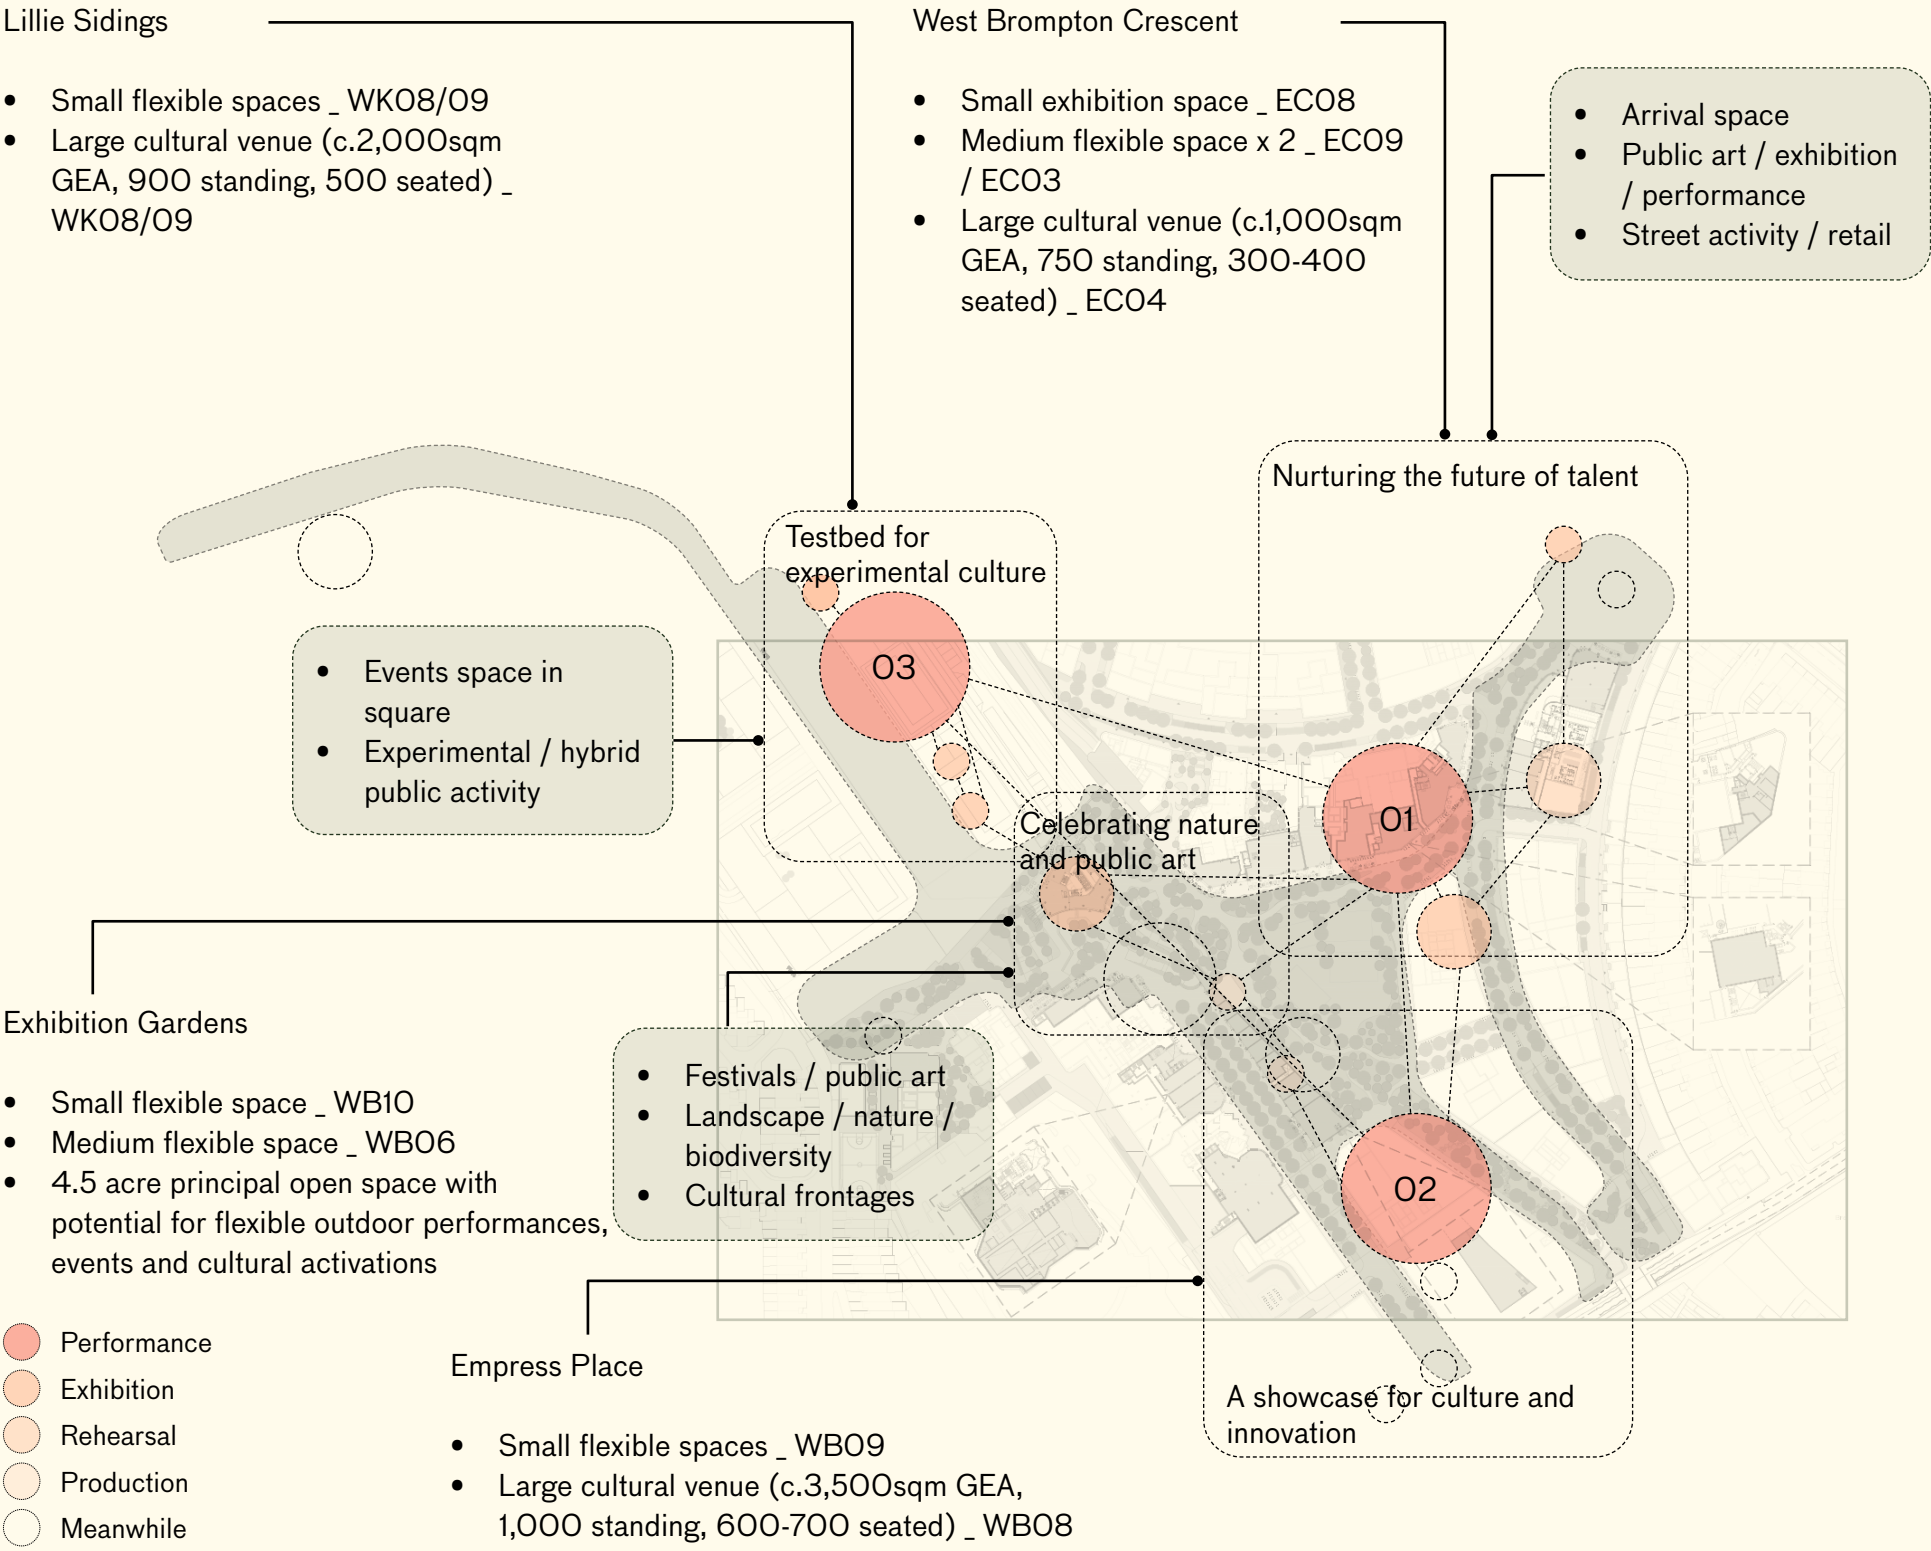 Lillie Sidings
• Small flexible spaces _ WK08/09
• Large cultural venue (c.2,000sqm
GEA, 900 standing, 500 seated) _
WK08/09
West Brompton Crescent
• Small exhibition space _ EC08
• Medium flexible space x 2 _ EC09
/ EC03
• Large cultural venue (c.1,000sqm
GEA, 750 standing, 300-400
seated) _ EC04
• Arrival space
• Public art / exhibition
/ performance
• Street activity / retail
Nurturing the future of talent
Testbed for
experimental culture
03
• Events space in
square
• Experimental / hybrid
public activity
01
Celebrating nature
and public art
Exhibition Gardens
• Small flexible space _ WB10
• Medium flexible space _ WB06
• 4.5 acre principal open space with
potential for flexible outdoor performances,
events and cultural activations
• Festivals / public art
• Landscape / nature /
biodiversity
• Cultural frontages
02
A showcase for culture and
innovation
Performance
Exhibition
Rehearsal
Production
Meanwhile
Empress Place
• Small flexible spaces _ WB09
• Large cultural venue (c.3,500sqm GEA,
1,000 standing, 600-700 seated) _ WB08